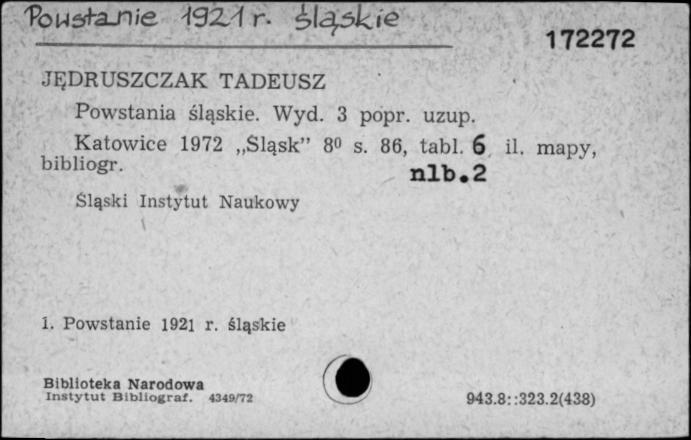 Powstanie 1921 r. śląskie
172272
JĘDRUSZCZAK TADEUSZ
Powstania śląskie. Wyd. 3 popr. uzup.
Katowice 1972 „Śląsk” 8⁰ s. 86, tabl. 6 il. mapy,
bibliogr.
nlb.2
Śląski Instytut Naukowy
1. Powstanie 1921 r. śląskie
Biblioteka Narodowa
Instytut Bibliograf. 4349/72
943.8::323.2(438)